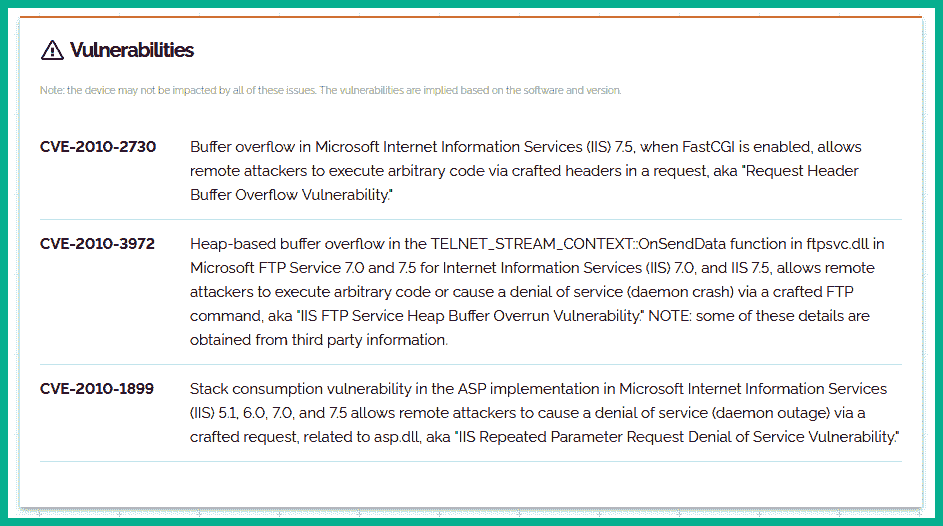 Vulnerabilities
Note: the device may not be impacted by all of these issues. The vulnerabilities are implied based on the software and version.
CVE-2010-2730 Buffer overflow in Microsoft Internet Information Services (IIS) 7.5, when FastCGI is enabled, allows
remote attackers to execute arbitrary code via crafted headers in a request, aka "Request Header
Buffer Overflow Vulnerability."
CVE-2010-3972 Heap-based buffer overflow in the TELNET_STREAM_CONTEXT::OnSendData function in ftpsvc.dll in
Microsoft FTP Service 7.0 and 7.5 for Internet Information Services (IIS) 7.0, and IIS 7.5, allows remote
attackers to execute arbitrary code or cause a denial of service (daemon crash) via a crafted FTP
command, aka "IIS FTP Service Heap Buffer Overrun Vulnerability." NOTE: some of these details are
obtained from third party information.
CVE-2010-1899 Stack consumption vulnerability in the ASP implementation in Microsoft Internet Information Services
(IIS) 5.1, 6.0, 7.0, and 7.5 allows remote attackers to cause a denial of service (daemon outage) via a
crafted request, related to asp.dll, aka "IIS Repeated Parameter Request Denial of Service Vulnerability."